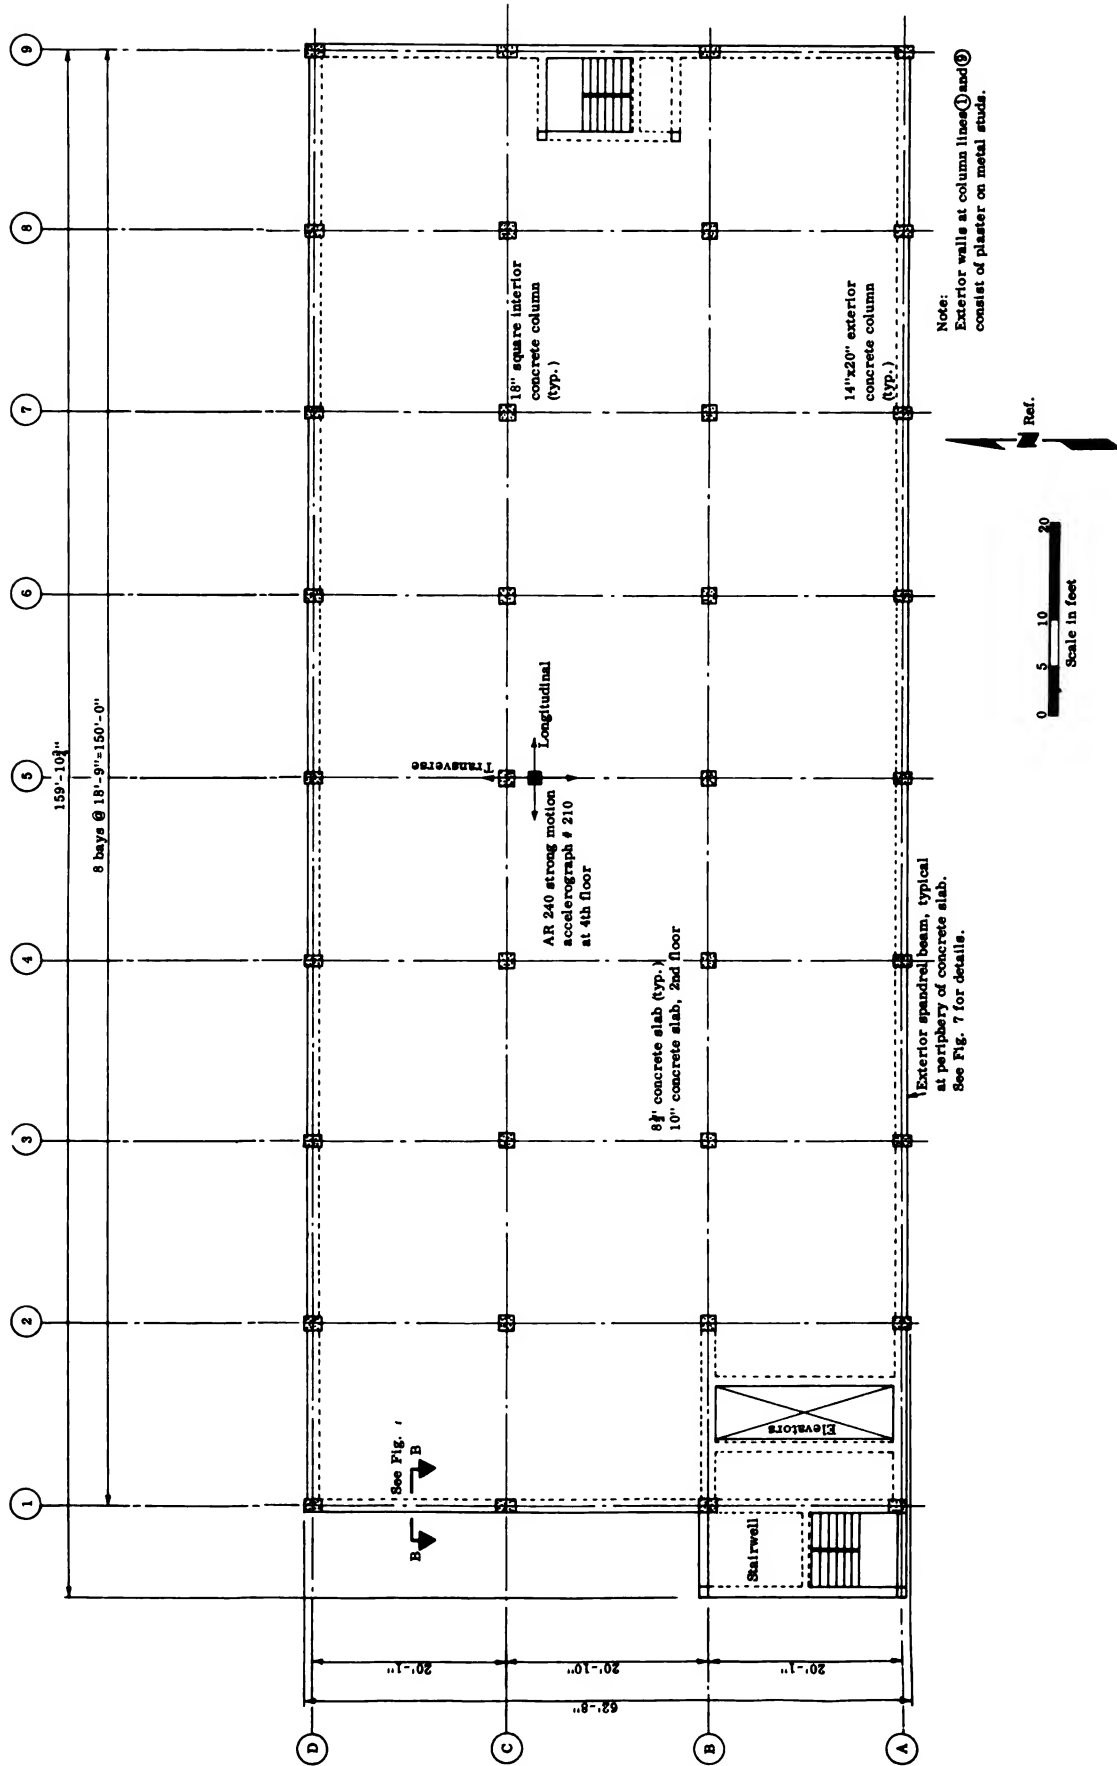 159'-10¾"
8 bays @ 18'-9"=150'-0"
1
2
3
4
5
6
7
8
9
D
C
B
A
20'-1"
20'-10"
20'-1"
62'-8"
See Fig.
B
B
Stairwell
Elevators
Transverse
Longitudinal
AR 240 strong motion
accelerograph # 210
at 4th floor
18" square interior
concrete column
(typ.)
8½" concrete slab (typ.)
10" concrete slab, 2nd floor
14"x20" exterior
concrete column
(typ.)
Exterior spandrel beam, typical
at periphery of concrete slab.
See Fig. 7 for details.
Note:
Exterior walls at column lines ① and ⑨
consist of plaster on metal studs.
N Ref.
0 5 10 20
Scale in feet